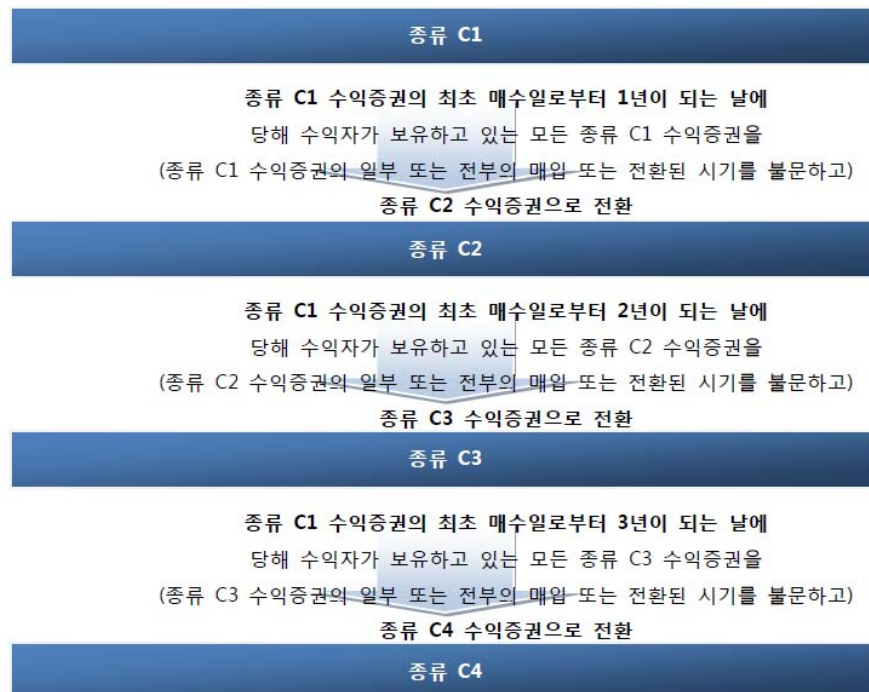 종류 C1
종류 C1 수익증권의 최초 매수일로부터 1년이 되는 날에
당해 수익자가 보유하고 있는 모든 종류 C1 수익증권을
(종류 C1 수익증권의 일부 또는 전부의 매입 또는 전환된 시기를 불문하고)
종류 C2 수익증권으로 전환
종류 C2
종류 C1 수익증권의 최초 매수일로부터 2년이 되는 날에
당해 수익자가 보유하고 있는 모든 종류 C2 수익증권을
(종류 C2 수익증권의 일부 또는 전부의 매입 또는 전환된 시기를 불문하고)
종류 C3 수익증권으로 전환
종류 C3
종류 C1 수익증권의 최초 매수일로부터 3년이 되는 날에
당해 수익자가 보유하고 있는 모든 종류 C3 수익증권을
(종류 C3 수익증권의 일부 또는 전부의 매입 또는 전환된 시기를 불문하고)
종류 C4 수익증권으로 전환
종류 C4